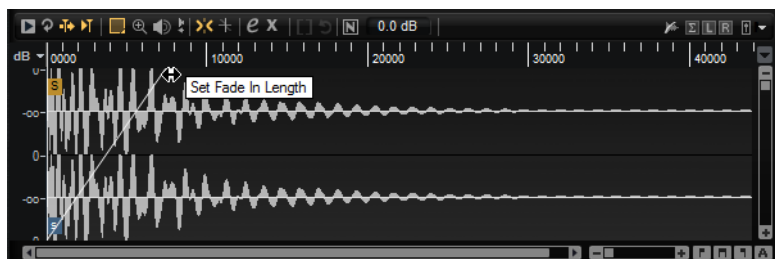 e x [ ] N 0.0 dB Σ L R
dB 0000 10000 20000 30000 40000
0
S Set Fade In Length
-oo
0
-oo
s
0
A